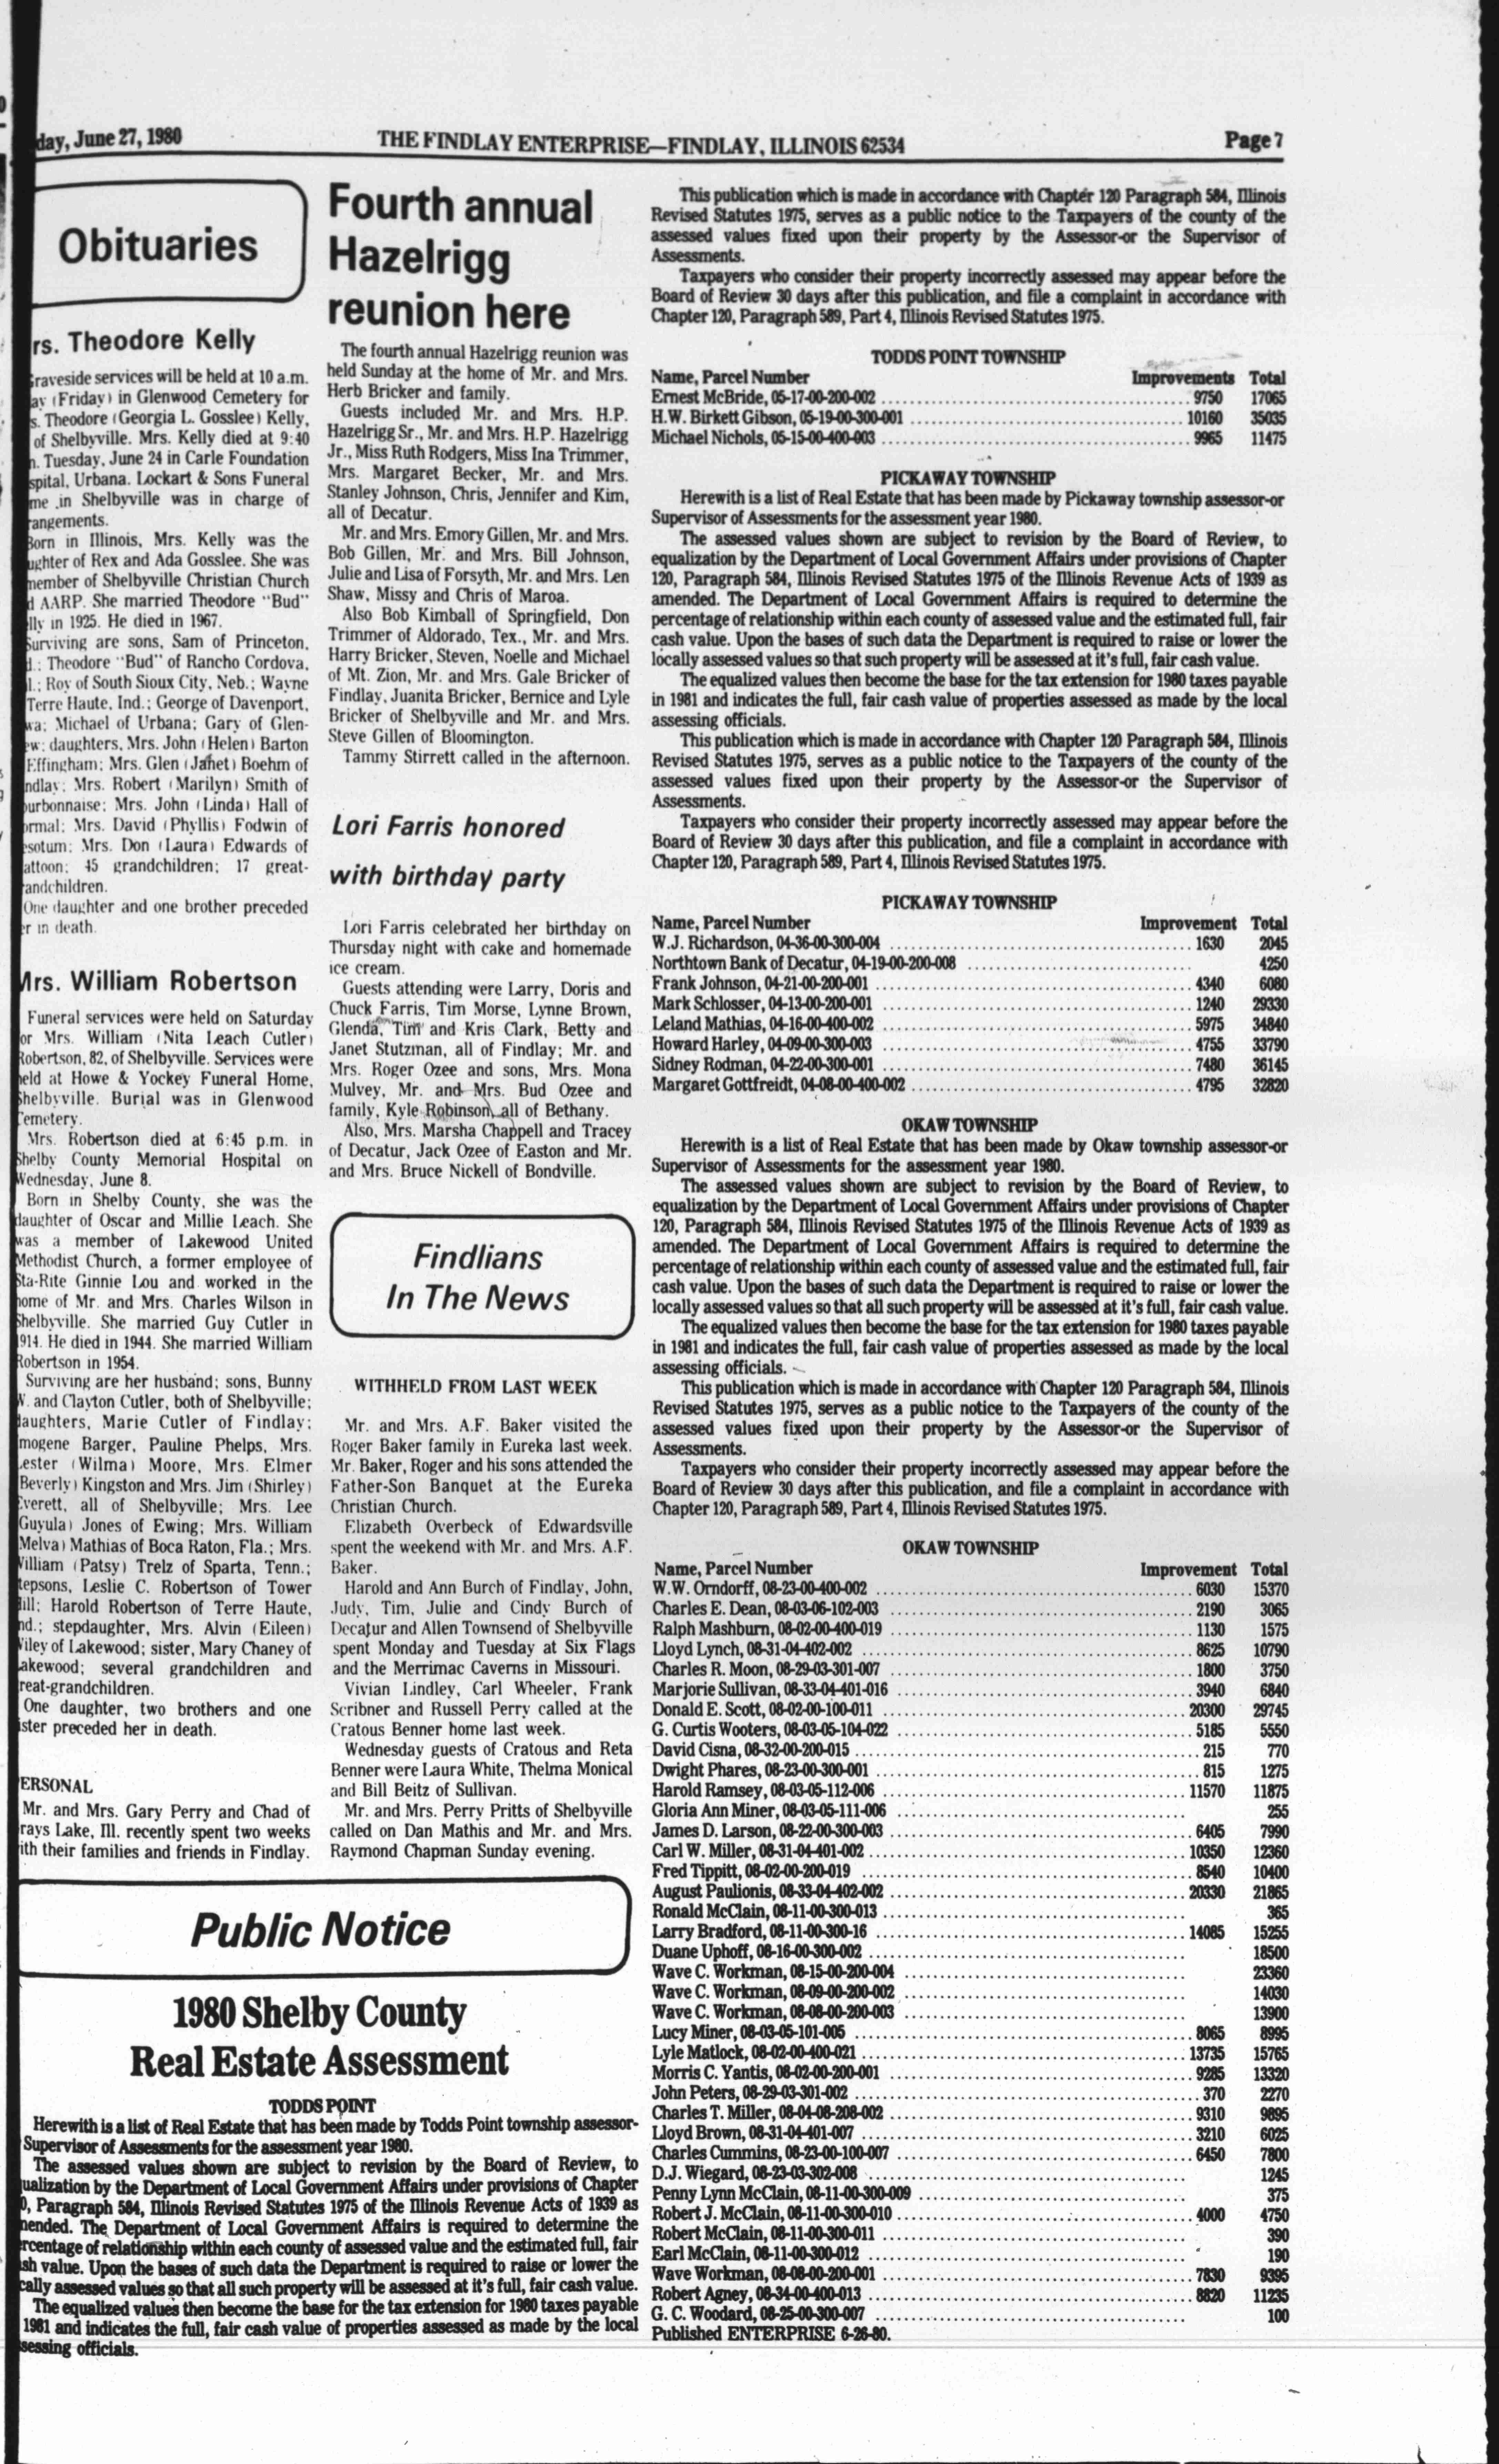 day, June 27, 1980
THE FINDLAY ENTERPRISE—FINDLAY, ILLINOIS 62534
Page 7
Obituaries
rs. Theodore Kelly
raveside services will be held at 10 a.m.
ay (Friday) in Glenwood Cemetery for
s. Theodore (Georgia L. Gosslee) Kelly,
of Shelbyville. Mrs. Kelly died at 9:40
Tuesday, June 24 in Carle Foundation
spital, Urbana. Lockart & Sons Funeral
me in Shelbyville was in charge of
rangements.
Born in Illinois, Mrs. Kelly was the
ughter of Rex and Ada Gosslee. She was
member of Shelbyville Christian Church
d AARP. She married Theodore "Bud"
lly in 1925. He died in 1967.
Surviving are sons, Sam of Princeton,
d.; Theodore "Bud" of Rancho Cordova,
l.; Roy of South Sioux City, Neb.; Wayne
Terre Haute, Ind.; George of Davenport,
wa; Michael of Urbana; Gary of Glen-
ew; daughters, Mrs. John (Helen) Barton
Effingham; Mrs. Glen (Janet) Boehm of
ndlay; Mrs. Robert (Marilyn) Smith of
ourbonnaise; Mrs. John (Linda) Hall of
ormal; Mrs. David (Phyllis) Fodwin of
esotum; Mrs. Don (Laura) Edwards of
attoon; 45 grandchildren; 17 great-
andchildren.
One daughter and one brother preceded
er in death.
Mrs. William Robertson
Funeral services were held on Saturday
or Mrs. William (Nita Leach Cutler)
Robertson, 82, of Shelbyville. Services were
held at Howe & Yockey Funeral Home,
Shelbyville. Burial was in Glenwood
Cemetery.
Mrs. Robertson died at 6:45 p.m. in
Shelby County Memorial Hospital on
Wednesday, June 8.
Born in Shelby County, she was the
daughter of Oscar and Millie Leach. She
was a member of Lakewood United
Methodist Church, a former employee of
Sta-Rite Ginnie Lou and worked in the
home of Mr. and Mrs. Charles Wilson in
Shelbyville. She married Guy Cutler in
1914. He died in 1944. She married William
Robertson in 1954.
Surviving are her husband; sons, Bunny
W. and Clayton Cutler, both of Shelbyville;
daughters, Marie Cutler of Findlay;
mogene Barger, Pauline Phelps, Mrs.
Lester (Wilma) Moore, Mrs. Elmer
Beverly) Kingston and Mrs. Jim (Shirley)
Everett, all of Shelbyville; Mrs. Lee
Guyula) Jones of Ewing; Mrs. William
Melva) Mathias of Boca Raton, Fla.; Mrs.
William (Patsy) Trelz of Sparta, Tenn.;
tepsons, Leslie C. Robertson of Tower
Hill; Harold Robertson of Terre Haute,
nd.; stepdaughter, Mrs. Alvin (Eileen)
Wiley of Lakewood; sister, Mary Chaney of
akewood; several grandchildren and
reat-grandchildren.
One daughter, two brothers and one
ister preceded her in death.
ERSONAL
Mr. and Mrs. Gary Perry and Chad of
rays Lake, Ill. recently spent two weeks
ith their families and friends in Findlay.
Fourth annual
Hazelrigg
reunion here
The fourth annual Hazelrigg reunion was
held Sunday at the home of Mr. and Mrs.
Herb Bricker and family.
Guests included Mr. and Mrs. H.P.
Hazelrigg Sr., Mr. and Mrs. H.P. Hazelrigg
Jr., Miss Ruth Rodgers, Miss Ina Trimmer,
Mrs. Margaret Becker, Mr. and Mrs.
Stanley Johnson, Chris, Jennifer and Kim,
all of Decatur.
Mr. and Mrs. Emory Gillen, Mr. and Mrs.
Bob Gillen, Mr. and Mrs. Bill Johnson,
Julie and Lisa of Forsyth, Mr. and Mrs. Len
Shaw, Missy and Chris of Maroa.
Also Bob Kimball of Springfield, Don
Trimmer of Aldorado, Tex., Mr. and Mrs.
Harry Bricker, Steven, Noelle and Michael
of Mt. Zion, Mr. and Mrs. Gale Bricker of
Findlay, Juanita Bricker, Bernice and Lyle
Bricker of Shelbyville and Mr. and Mrs.
Steve Gillen of Bloomington.
Tammy Stirrett called in the afternoon.
Lori Farris honored
with birthday party
Lori Farris celebrated her birthday on
Thursday night with cake and homemade
ice cream.
Guests attending were Larry, Doris and
Chuck Farris, Tim Morse, Lynne Brown,
Glenda, Tim and Kris Clark, Betty and
Janet Stutzman, all of Findlay; Mr. and
Mrs. Roger Ozee and sons, Mrs. Mona
Mulvey, Mr. and Mrs. Bud Ozee and
family, Kyle Robinson, all of Bethany.
Also, Mrs. Marsha Chappell and Tracey
of Decatur, Jack Ozee of Easton and Mr.
and Mrs. Bruce Nickell of Bondville.
Findlians
In The News
WITHHELD FROM LAST WEEK
Mr. and Mrs. A.F. Baker visited the
Roger Baker family in Eureka last week.
Mr. Baker, Roger and his sons attended the
Father-Son Banquet at the Eureka
Christian Church.
Elizabeth Overbeck of Edwardsville
spent the weekend with Mr. and Mrs. A.F.
Baker.
Harold and Ann Burch of Findlay, John,
Judy, Tim, Julie and Cindy Burch of
Decatur and Allen Townsend of Shelbyville
spent Monday and Tuesday at Six Flags
and the Merrimac Caverns in Missouri.
Vivian Lindley, Carl Wheeler, Frank
Scribner and Russell Perry called at the
Cratous Benner home last week.
Wednesday guests of Cratous and Reta
Benner were Laura White, Thelma Monical
and Bill Beitz of Sullivan.
Mr. and Mrs. Perry Pritts of Shelbyville
called on Dan Mathis and Mr. and Mrs.
Raymond Chapman Sunday evening.
Public Notice
1980 Shelby County
Real Estate Assessment
TODDS POINT
Herewith is a list of Real Estate that has been made by Todds Point township assessor-
Supervisor of Assessments for the assessment year 1980.
The assessed values shown are subject to revision by the Board of Review, to
ualization by the Department of Local Government Affairs under provisions of Chapter
0, Paragraph 584, Illinois Revised Statutes 1975 of the Illinois Revenue Acts of 1939 as
mended. The Department of Local Government Affairs is required to determine the
ercentage of relationship within each county of assessed value and the estimated full, fair
sh value. Upon the bases of such data the Department is required to raise or lower the
cally assessed values so that all such property will be assessed at it's full, fair cash value.
The equalized values then become the base for the tax extension for 1980 taxes payable
1981 and indicates the full, fair cash value of properties assessed as made by the local
sessing officials.
This publication which is made in accordance with Chapter 120 Paragraph 584, Illinois
Revised Statutes 1975, serves as a public notice to the Taxpayers of the county of the
assessed values fixed upon their property by the Assessor-or the Supervisor of
Assessments.
Taxpayers who consider their property incorrectly assessed may appear before the
Board of Review 30 days after this publication, and file a complaint in accordance with
Chapter 120, Paragraph 589, Part 4, Illinois Revised Statutes 1975.
TODDS POINT TOWNSHIP
Name, Parcel Number Improvements Total
Ernest McBride, 05-17-00-200-002 9750 17065
H.W. Birkett Gibson, 05-19-00-300-001 10160 35035
Michael Nichols, 05-15-00-400-003 9965 11475
PICKAWAY TOWNSHIP
Herewith is a list of Real Estate that has been made by Pickaway township assessor-or
Supervisor of Assessments for the assessment year 1980.
The assessed values shown are subject to revision by the Board of Review, to
equalization by the Department of Local Government Affairs under provisions of Chapter
120, Paragraph 584, Illinois Revised Statutes 1975 of the Illinois Revenue Acts of 1939 as
amended. The Department of Local Government Affairs is required to determine the
percentage of relationship within each county of assessed value and the estimated full, fair
cash value. Upon the bases of such data the Department is required to raise or lower the
locally assessed values so that such property will be assessed at it's full, fair cash value.
The equalized values then become the base for the tax extension for 1980 taxes payable
in 1981 and indicates the full, fair cash value of properties assessed as made by the local
assessing officials.
This publication which is made in accordance with Chapter 120 Paragraph 584, Illinois
Revised Statutes 1975, serves as a public notice to the Taxpayers of the county of the
assessed values fixed upon their property by the Assessor-or the Supervisor of
Assessments.
Taxpayers who consider their property incorrectly assessed may appear before the
Board of Review 30 days after this publication, and file a complaint in accordance with
Chapter 120, Paragraph 589, Part 4, Illinois Revised Statutes 1975.
PICKAWAY TOWNSHIP
Name, Parcel Number Improvement Total
W.J. Richardson, 04-36-00-300-004 1630 2045
Northtown Bank of Decatur, 04-19-00-200-008 4250
Frank Johnson, 04-21-00-200-001 4340 6080
Mark Schlosser, 04-13-00-200-001 1240 29330
Leland Mathias, 04-16-00-400-002 5975 34840
Howard Harley, 04-09-00-300-003 4755 33790
Sidney Rodman, 04-22-00-300-001 7480 36145
Margaret Gottfreidt, 04-08-00-400-002 4795 32820
OKAW TOWNSHIP
Herewith is a list of Real Estate that has been made by Okaw township assessor-or
Supervisor of Assessments for the assessment year 1980.
The assessed values shown are subject to revision by the Board of Review, to
equalization by the Department of Local Government Affairs under provisions of Chapter
120, Paragraph 584, Illinois Revised Statutes 1975 of the Illinois Revenue Acts of 1939 as
amended. The Department of Local Government Affairs is required to determine the
percentage of relationship within each county of assessed value and the estimated full, fair
cash value. Upon the bases of such data the Department is required to raise or lower the
locally assessed values so that all such property will be assessed at it's full, fair cash value.
The equalized values then become the base for the tax extension for 1980 taxes payable
in 1981 and indicates the full, fair cash value of properties assessed as made by the local
assessing officials.
This publication which is made in accordance with Chapter 120 Paragraph 584, Illinois
Revised Statutes 1975, serves as a public notice to the Taxpayers of the county of the
assessed values fixed upon their property by the Assessor-or the Supervisor of
Assessments.
Taxpayers who consider their property incorrectly assessed may appear before the
Board of Review 30 days after this publication, and file a complaint in accordance with
Chapter 120, Paragraph 589, Part 4, Illinois Revised Statutes 1975.
OKAW TOWNSHIP
Name, Parcel Number Improvement Total
W.W. Orndorff, 08-23-00-400-002 6030 15370
Charles E. Dean, 08-03-06-102-003 2190 3065
Ralph Mashburn, 08-02-00-400-019 1130 1575
Lloyd Lynch, 08-31-04-402-002 8625 10790
Charles R. Moon, 08-29-03-301-007 1800 3750
Marjorie Sullivan, 08-33-04-401-016 3940 6840
Donald E. Scott, 08-02-00-100-011 20300 29745
G. Curtis Wooters, 08-03-05-104-022 5185 5550
David Cisna, 08-32-00-200-015 215 770
Dwight Phares, 08-23-00-300-001 815 1275
Harold Ramsey, 08-03-05-112-006 11570 11875
Gloria Ann Miner, 08-03-05-111-006 255
James D. Larson, 08-22-00-300-003 6405 7990
Carl W. Miller, 08-31-04-401-002 10350 12360
Fred Tippitt, 08-02-00-200-019 8540 10400
August Paulionis, 08-33-04-402-002 20330 21865
Ronald McClain, 08-11-00-300-013 365
Larry Bradford, 08-11-00-300-16 14085 15255
Duane Uphoff, 08-16-00-300-002 18500
Wave C. Workman, 08-15-00-200-004 23360
Wave C. Workman, 08-09-00-200-002 14030
Wave C. Workman, 08-08-00-200-003 13900
Lucy Miner, 08-03-05-101-005 8065 8995
Lyle Matlock, 08-02-00-400-021 13735 15765
Morris C. Yantis, 08-02-00-200-001 9285 13320
John Peters, 08-29-03-301-002 370 2270
Charles T. Miller, 08-04-08-208-002 9310 9895
Lloyd Brown, 08-31-04-401-007 3210 6025
Charles Cummins, 08-23-00-100-007 6450 7800
D.J. Wiegard, 08-23-03-302-008 1245
Penny Lynn McClain, 08-11-00-300-009 375
Robert J. McClain, 08-11-00-300-010 4000 4750
Robert McClain, 08-11-00-300-011 390
Earl McClain, 08-11-00-300-012 190
Wave Workman, 08-08-00-200-001 7830 9395
Robert Agney, 08-34-00-400-013 8820 11235
G. C. Woodard, 08-25-00-300-007 100
Published ENTERPRISE 6-26-80.